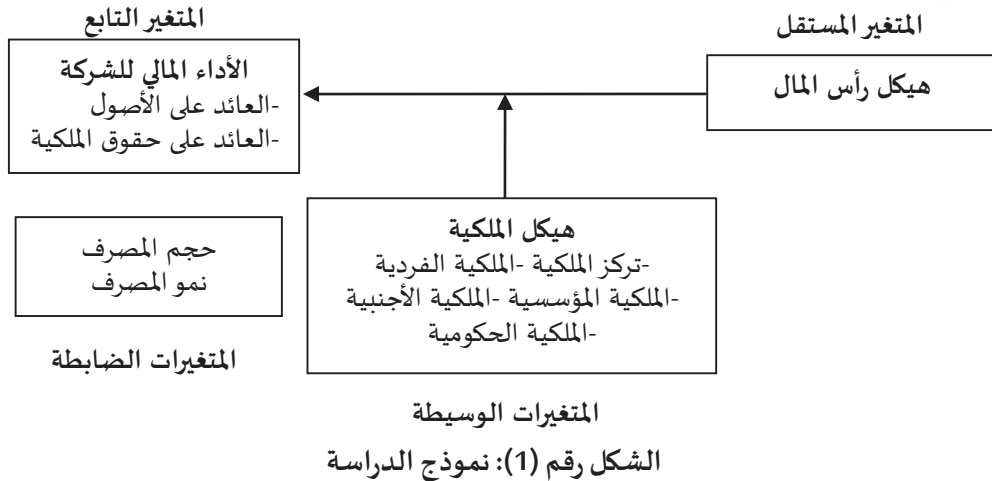 المتغير المستقل
هيكل رأس المال
المتغير التابع
الأداء المالي للشركة
-العائد على الأصول
-العائد على حقوق الملكية
هيكل الملكية
-تركز الملكية -الملكية الفردية
-الملكية المؤسسية -الملكية الأجنبية
-الملكية الحكومية
المتغيرات الوسيطة
حجم المصرف
نمو المصرف
المتغيرات الضابطة
الشكل رقم (1): نموذج الدراسة